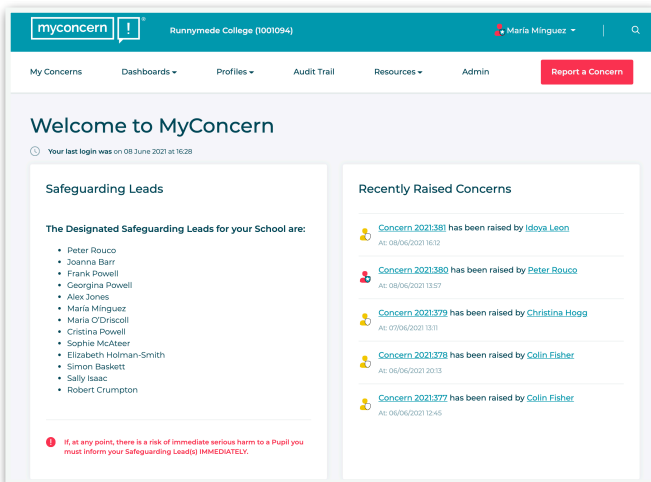 myconcern !
Runnymede College (1001094)
María Mínguez
My Concerns
Dashboards
Profiles
Audit Trail
Resources
Admin
Report a Concern
Welcome to MyConcern
Your last login was on 08 June 2021 at 16:28
Safeguarding Leads
The Designated Safeguarding Leads for your School are:
• Peter Rouco
• Joanna Barr
• Frank Powell
• Georgina Powell
• Alex Jones
• María Mínguez
• Maria O'Driscoll
• Cristina Powell
• Sophie McAteer
• Elizabeth Holman-Smith
• Simon Baskett
• Sally Isaac
• Robert Crumpton
! If, at any point, there is a risk of immediate serious harm to a Pupil you
must inform your Safeguarding Lead(s) IMMEDIATELY.
Recently Raised Concerns
Concern 2021:381 has been raised by Idoya Leon
At: 08/06/2021 16:12
Concern 2021:380 has been raised by Peter Rouco
At: 08/06/2021 13:57
Concern 2021:379 has been raised by Christina Hogg
At: 07/06/2021 13:11
Concern 2021:378 has been raised by Colin Fisher
At: 06/06/2021 20:13
Concern 2021:377 has been raised by Colin Fisher
At: 06/06/2021 12:45